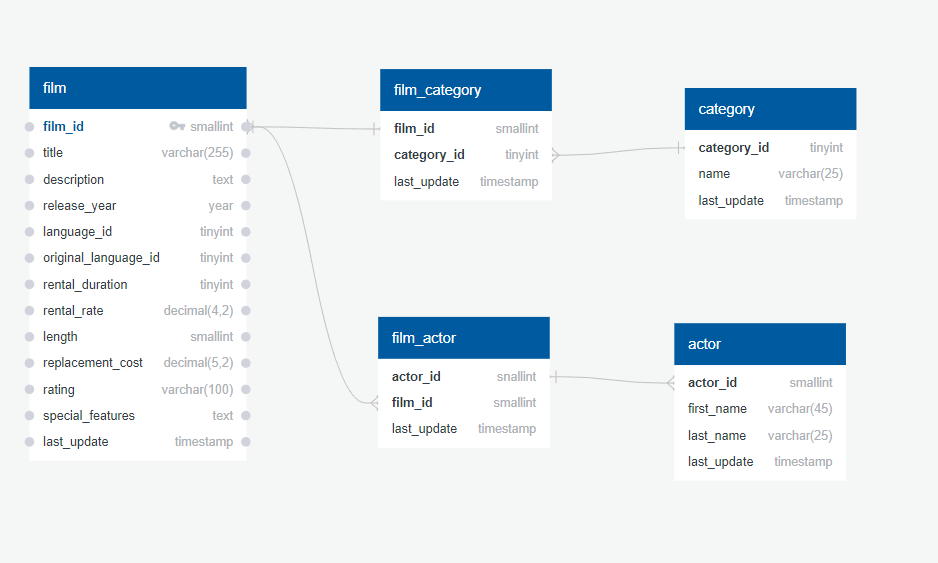 film
film_id smallint
title varchar(255)
description text
release_year year
language_id tinyint
original_language_id tinyint
rental_duration tinyint
rental_rate decimal(4,2)
length smallint
replacement_cost decimal(5,2)
rating varchar(100)
special_features text
last_update timestamp
film_category
film_id smallint
category_id tinyint
last_update timestamp
category
category_id tinyint
name varchar(25)
last_update timestamp
film_actor
actor_id snallint
film_id smallint
last_update timestamp
actor
actor_id smallint
first_name varchar(45)
last_name varchar(25)
last_update timestamp